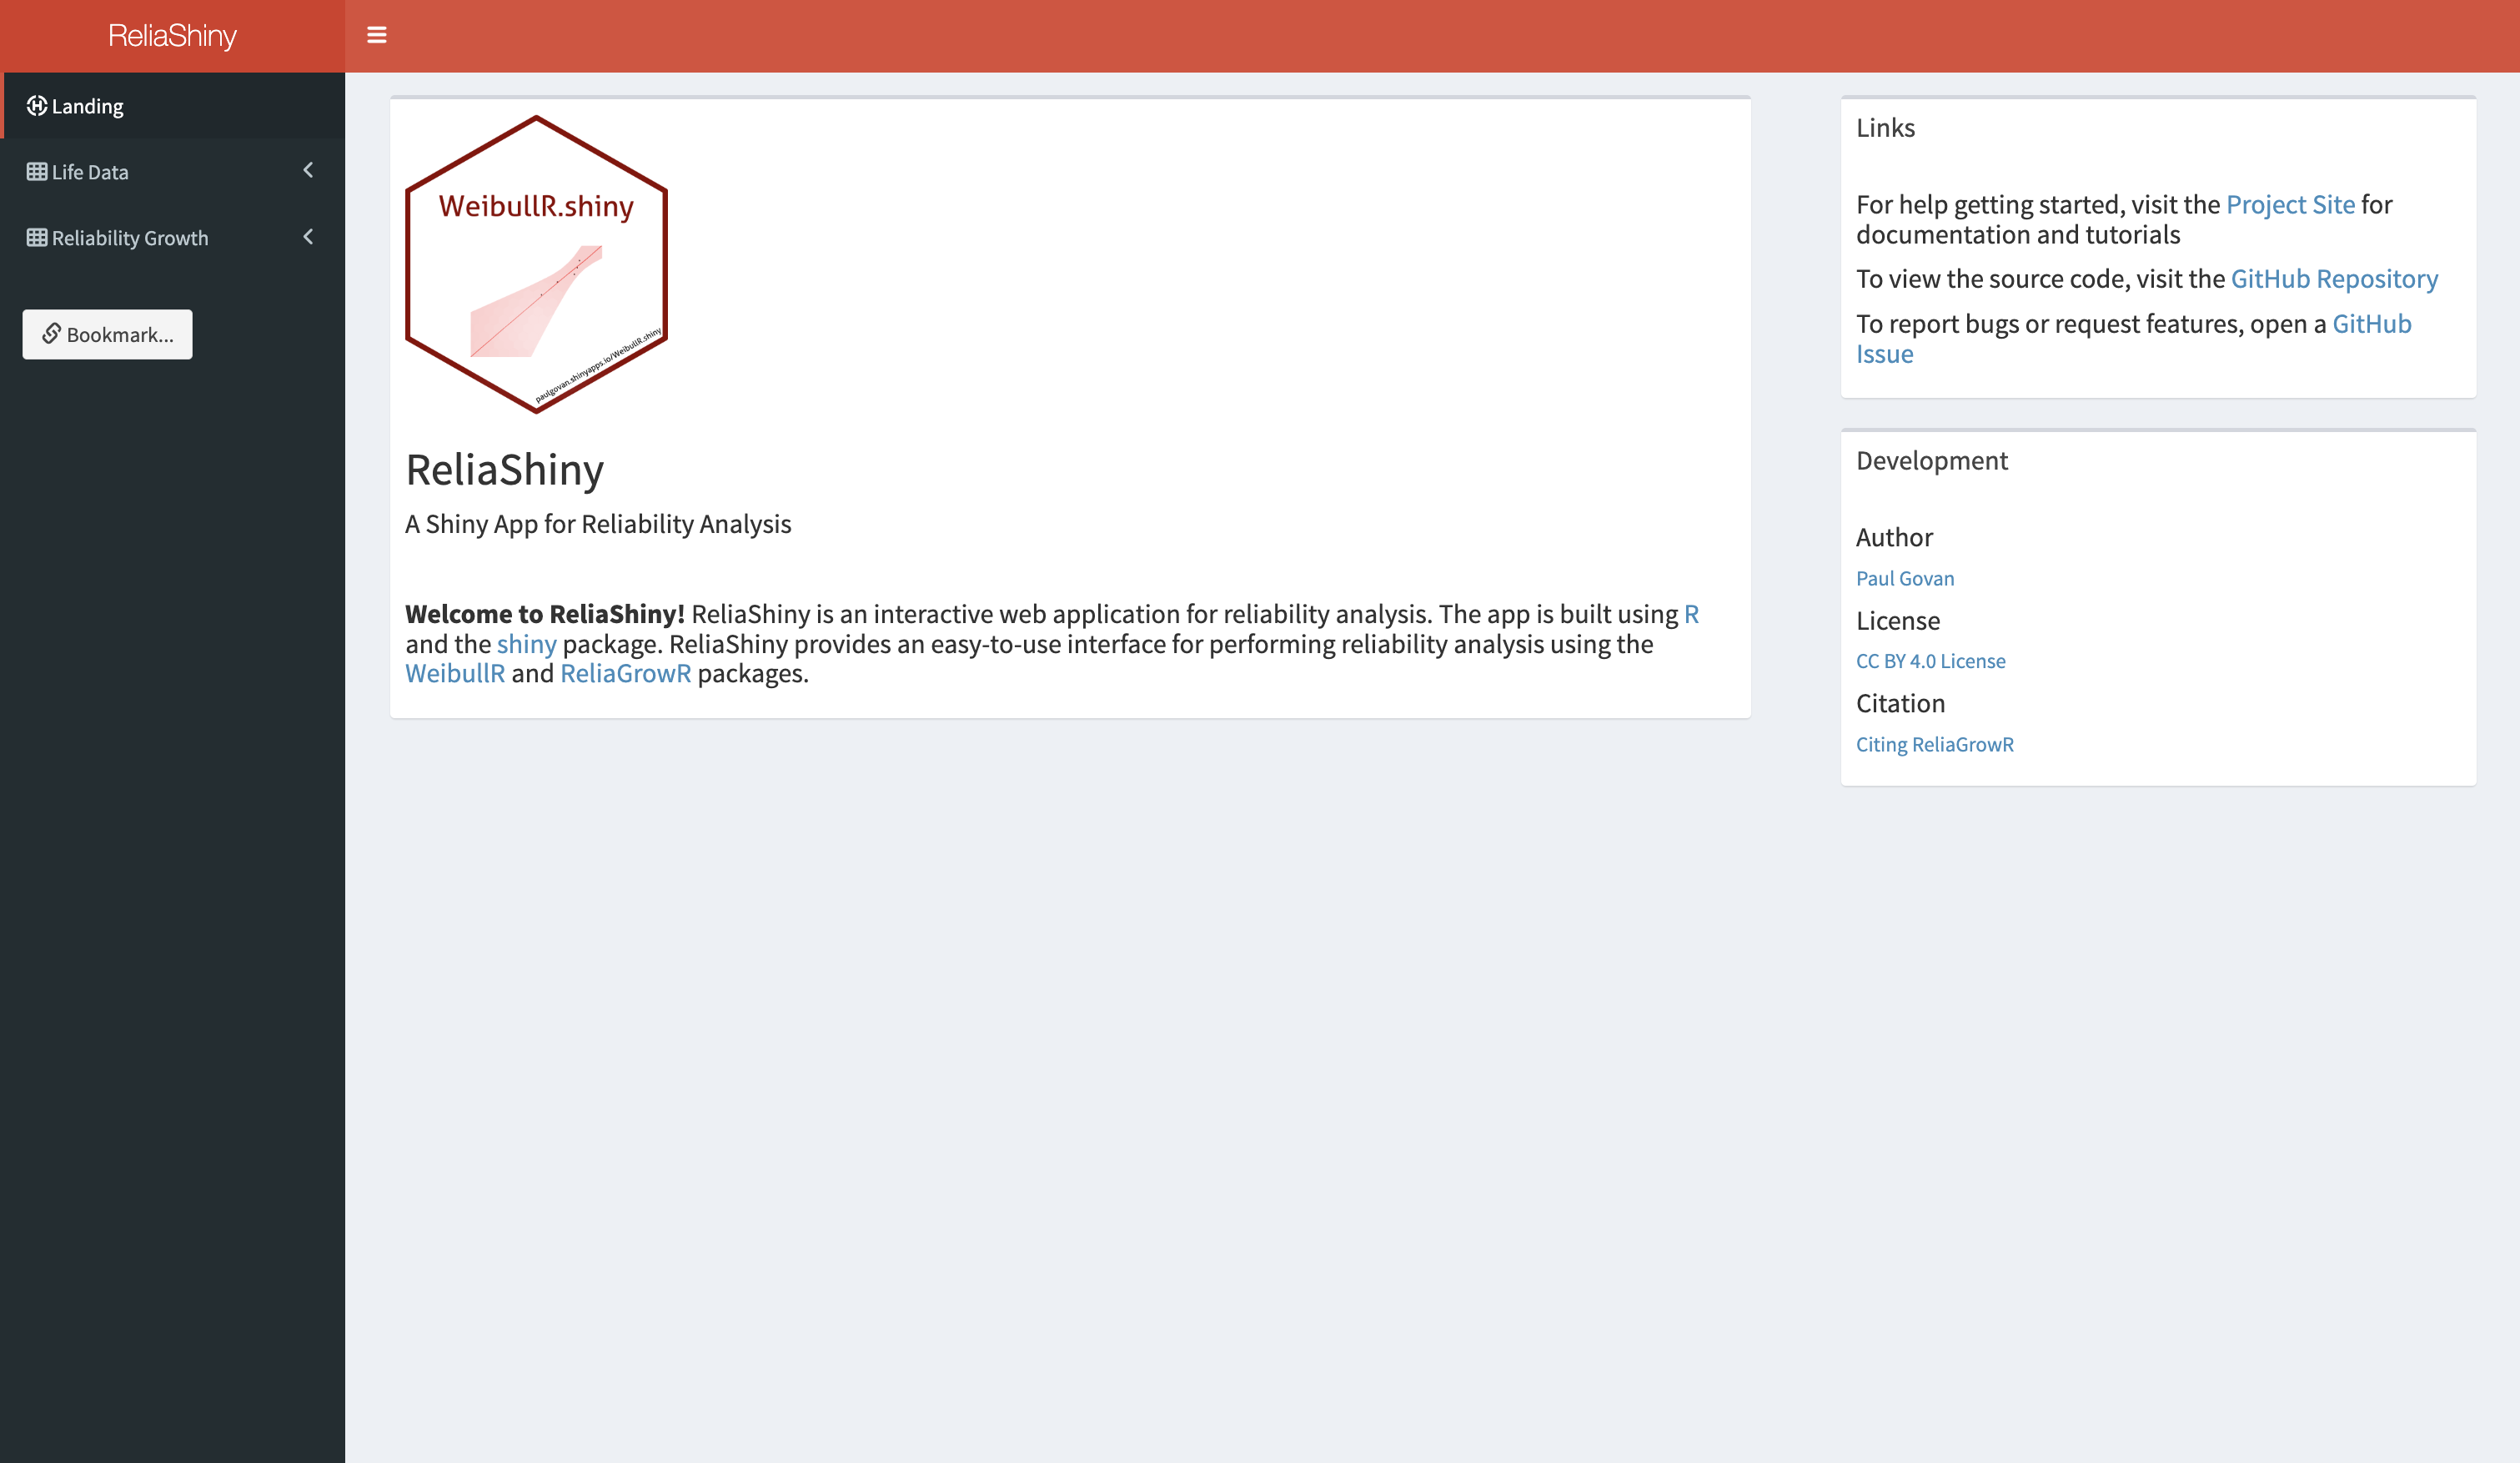 ReliaShiny
Landing
Life Data
Reliability Growth
Bookmark...
WeibullR.shiny
paulgovan.shinyapps.io/WeibullR.shiny
ReliaShiny
A Shiny App for Reliability Analysis
Welcome to ReliaShiny! ReliaShiny is an interactive web application for reliability analysis. The app is built using R
and the shiny package. ReliaShiny provides an easy-to-use interface for performing reliability analysis using the
WeibullR and ReliaGrowR packages.
Links
For help getting started, visit the Project Site for
documentation and tutorials
To view the source code, visit the GitHub Repository
To report bugs or request features, open a GitHub
Issue
Development
Author
Paul Govan
License
CC BY 4.0 License
Citation
Citing ReliaGrowR